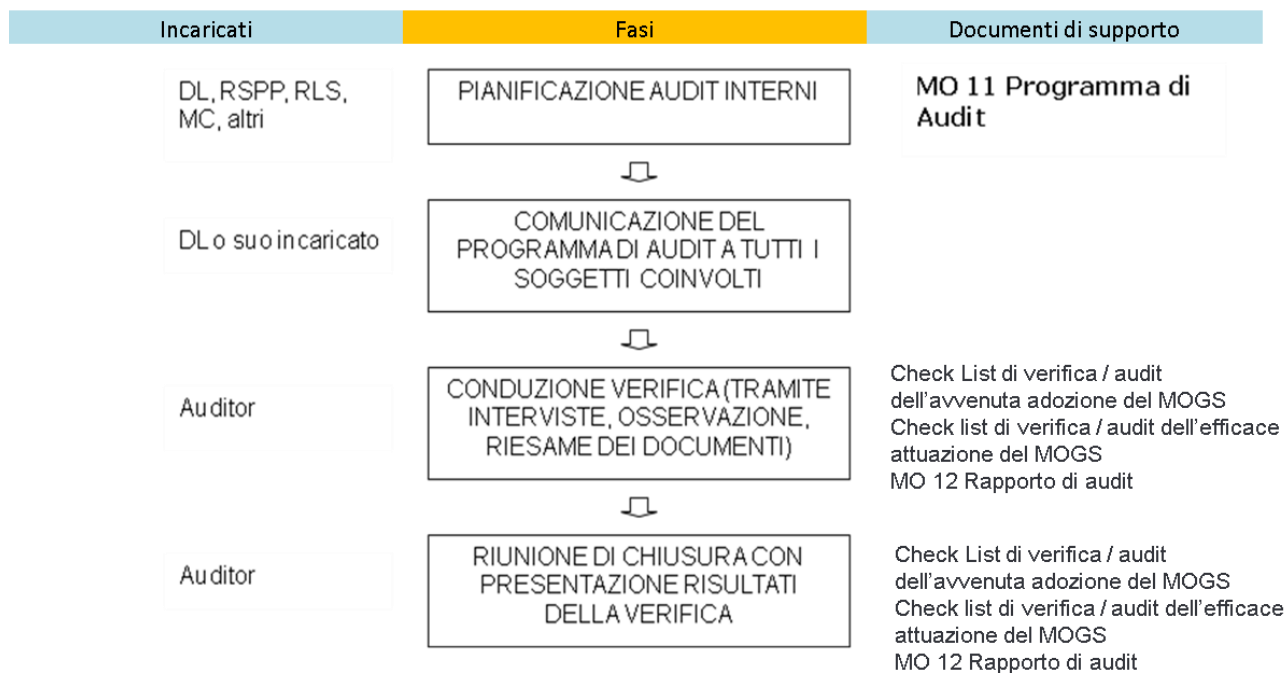 Incaricati
Fasi
Documenti di supporto
DL, RSPP, RLS,
MC, altri
PIANIFICAZIONE AUDIT INTERNI
MO 11 Programma di
Audit
DL o suo incaricato
COMUNICAZIONE DEL
PROGRAMMA DI AUDIT A TUTTI I
SOGGETTI COINVOLTI
Auditor
CONDUZIONE VERIFICA (TRAMITE
INTERVISTE, OSSERVAZIONE,
RIESAME DEI DOCUMENTI)
Check List di verifica / audit
dell'avvenuta adozione del MOGS
Check list di verifica / audit dell'efficace
attuazione del MOGS
MO 12 Rapporto di audit
Auditor
RIUNIONE DI CHIUSURA CON
PRESENTAZIONE RISULTATI
DELLA VERIFICA
Check List di verifica / audit
dell'avvenuta adozione del MOGS
Check list di verifica / audit dell'efficace
attuazione del MOGS
MO 12 Rapporto di audit